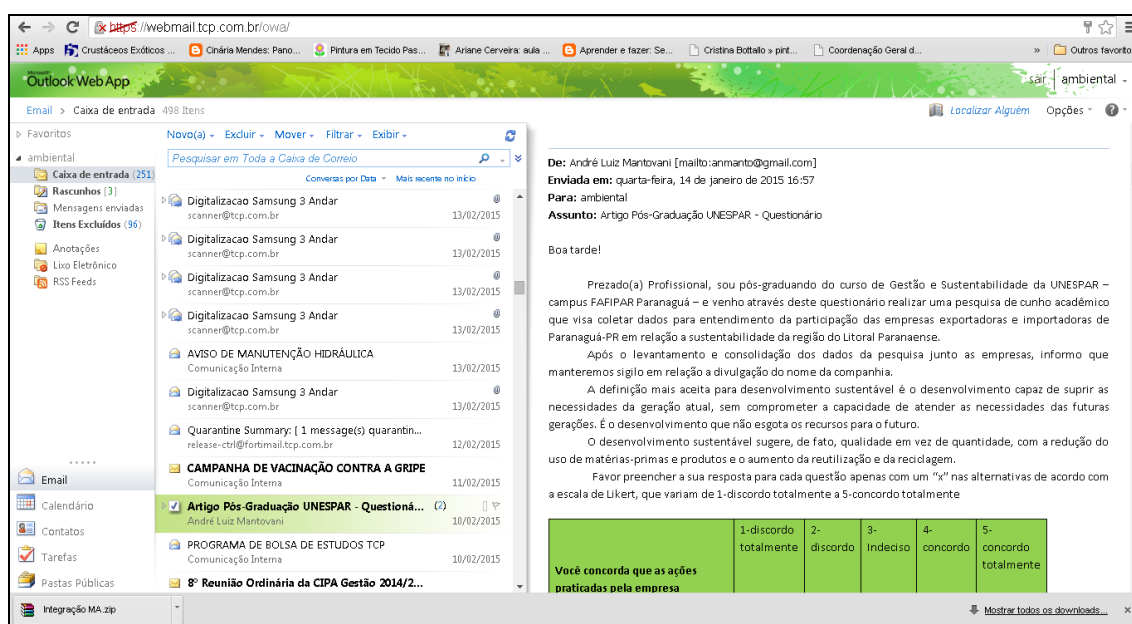 https://webmail.tcp.com.br/owa/
Apps Crustáceos Exóticos ... Cinária Mendes: Pano... Pintura em Tecido Pas... Ariane Cerveira: aula ... Aprender e fazer: Se... Cristina Bottallo » pint... Coordenação Geral d... » Outros favorito
Microsoft
Outlook Web App
sair ambiental
Email > Caixa de entrada 498 Itens
Localizar Alguém Opções
Favoritos
ambiental
Caixa de entrada (251)
Rascunhos [3]
Mensagens enviadas
Itens Excluídos (96)
Anotações
Lixo Eletrônico
RSS Feeds
Email
Calendário
Contatos
Tarefas
Pastas Públicas
Novo(a) Excluir Mover Filtrar Exibir
Pesquisar em Toda a Caixa de Correio
Conversas por Data Mais recente no início
Digitalizacao Samsung 3 Andar
scanner@tcp.com.br 13/02/2015
Digitalizacao Samsung 3 Andar
scanner@tcp.com.br 13/02/2015
Digitalizacao Samsung 3 Andar
scanner@tcp.com.br 13/02/2015
Digitalizacao Samsung 3 Andar
scanner@tcp.com.br 13/02/2015
AVISO DE MANUTENÇÃO HIDRÁULICA
Comunicação Interna 13/02/2015
Digitalizacao Samsung 3 Andar
scanner@tcp.com.br 13/02/2015
Quarantine Summary: [ 1 message(s) quarantin...
release-ctrl@fortimail.tcp.com.br 12/02/2015
CAMPANHA DE VACINAÇÃO CONTRA A GRIPE
Comunicação Interna 11/02/2015
Artigo Pós-Graduação UNESPAR - Questioná... (2)
André Luiz Mantovani 10/02/2015
PROGRAMA DE BOLSA DE ESTUDOS TCP
Comunicação Interna 10/02/2015
8º Reunião Ordinária da CIPA Gestão 2014/2...
De: André Luiz Mantovani [mailto:anmanto@gmail.com]
Enviada em: quarta-feira, 14 de janeiro de 2015 16:57
Para: ambiental
Assunto: Artigo Pós-Graduação UNESPAR - Questionário
Boa tarde!
Prezado(a) Profissional, sou pós-graduando do curso de Gestão e Sustentabilidade da UNESPAR –
campus FAFIPAR Paranaguá – e venho através deste questionário realizar uma pesquisa de cunho acadêmico
que visa coletar dados para entendimento da participação das empresas exportadoras e importadoras de
Paranaguá-PR em relação a sustentabilidade da região do Litoral Paranaense.
Após o levantamento e consolidação dos dados da pesquisa junto as empresas, informo que
manteremos sigilo em relação a divulgação do nome da companhia.
A definição mais aceita para desenvolvimento sustentável é o desenvolvimento capaz de suprir as
necessidades da geração atual, sem comprometer a capacidade de atender as necessidades das futuras
gerações. É o desenvolvimento que não esgota os recursos para o futuro.
O desenvolvimento sustentável sugere, de fato, qualidade em vez de quantidade, com a redução do
uso de matérias-primas e produtos e o aumento da reutilização e da reciclagem.
Favor preencher a sua resposta para cada questão apenas com um "x" nas alternativas de acordo com
a escala de Likert, que variam de 1-discordo totalmente a 5-concordo totalmente
1-discordo 2- 3- 4- 5-
totalmente discordo Indeciso concordo concordo
totalmente
Você concorda que as ações
praticadas pela empresa
Integração MA.zip
Mostrar todos os downloads...